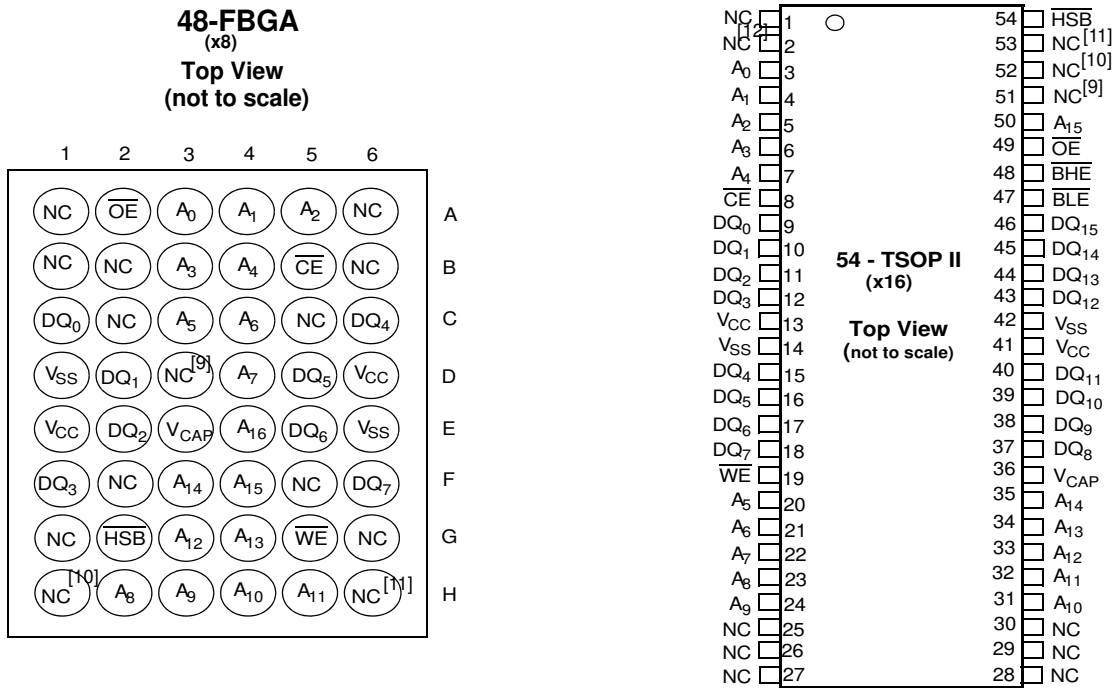 48-FBGA
(x8)
Top View
(not to scale)
1 2 3 4 5 6
NC OE A0 A1 A2 NC A
NC NC A3 A4 CE NC B
DQ0 NC A5 A6 NC DQ4 C
VSS DQ1 NC[9] A7 DQ5 VCC D
VCC DQ2 VCAP A16 DQ6 VSS E
DQ3 NC A14 A15 NC DQ7 F
NC HSB A12 A13 WE NC G
NC[10] A8 A9 A10 A11 NC[11] H
54 - TSOP II
(x16)
Top View
(not to scale)
NC 1 54 HSB
[12]
NC 2 53 NC[11]
A0 3 52 NC[10]
A1 4 51 NC[9]
A2 5 50 A15
A3 6 49 OE
A4 7 48 BHE
CE 8 47 BLE
DQ0 9 46 DQ15
DQ1 10 45 DQ14
DQ2 11 44 DQ13
DQ3 12 43 DQ12
VCC 13 42 VSS
VSS 14 41 VCC
DQ4 15 40 DQ11
DQ5 16 39 DQ10
DQ6 17 38 DQ9
DQ7 18 37 DQ8
WE 19 36 VCAP
A5 20 35 A14
A6 21 34 A13
A7 22 33 A12
A8 23 32 A11
A9 24 31 A10
NC 25 30 NC
NC 26 29 NC
NC 27 28 NC